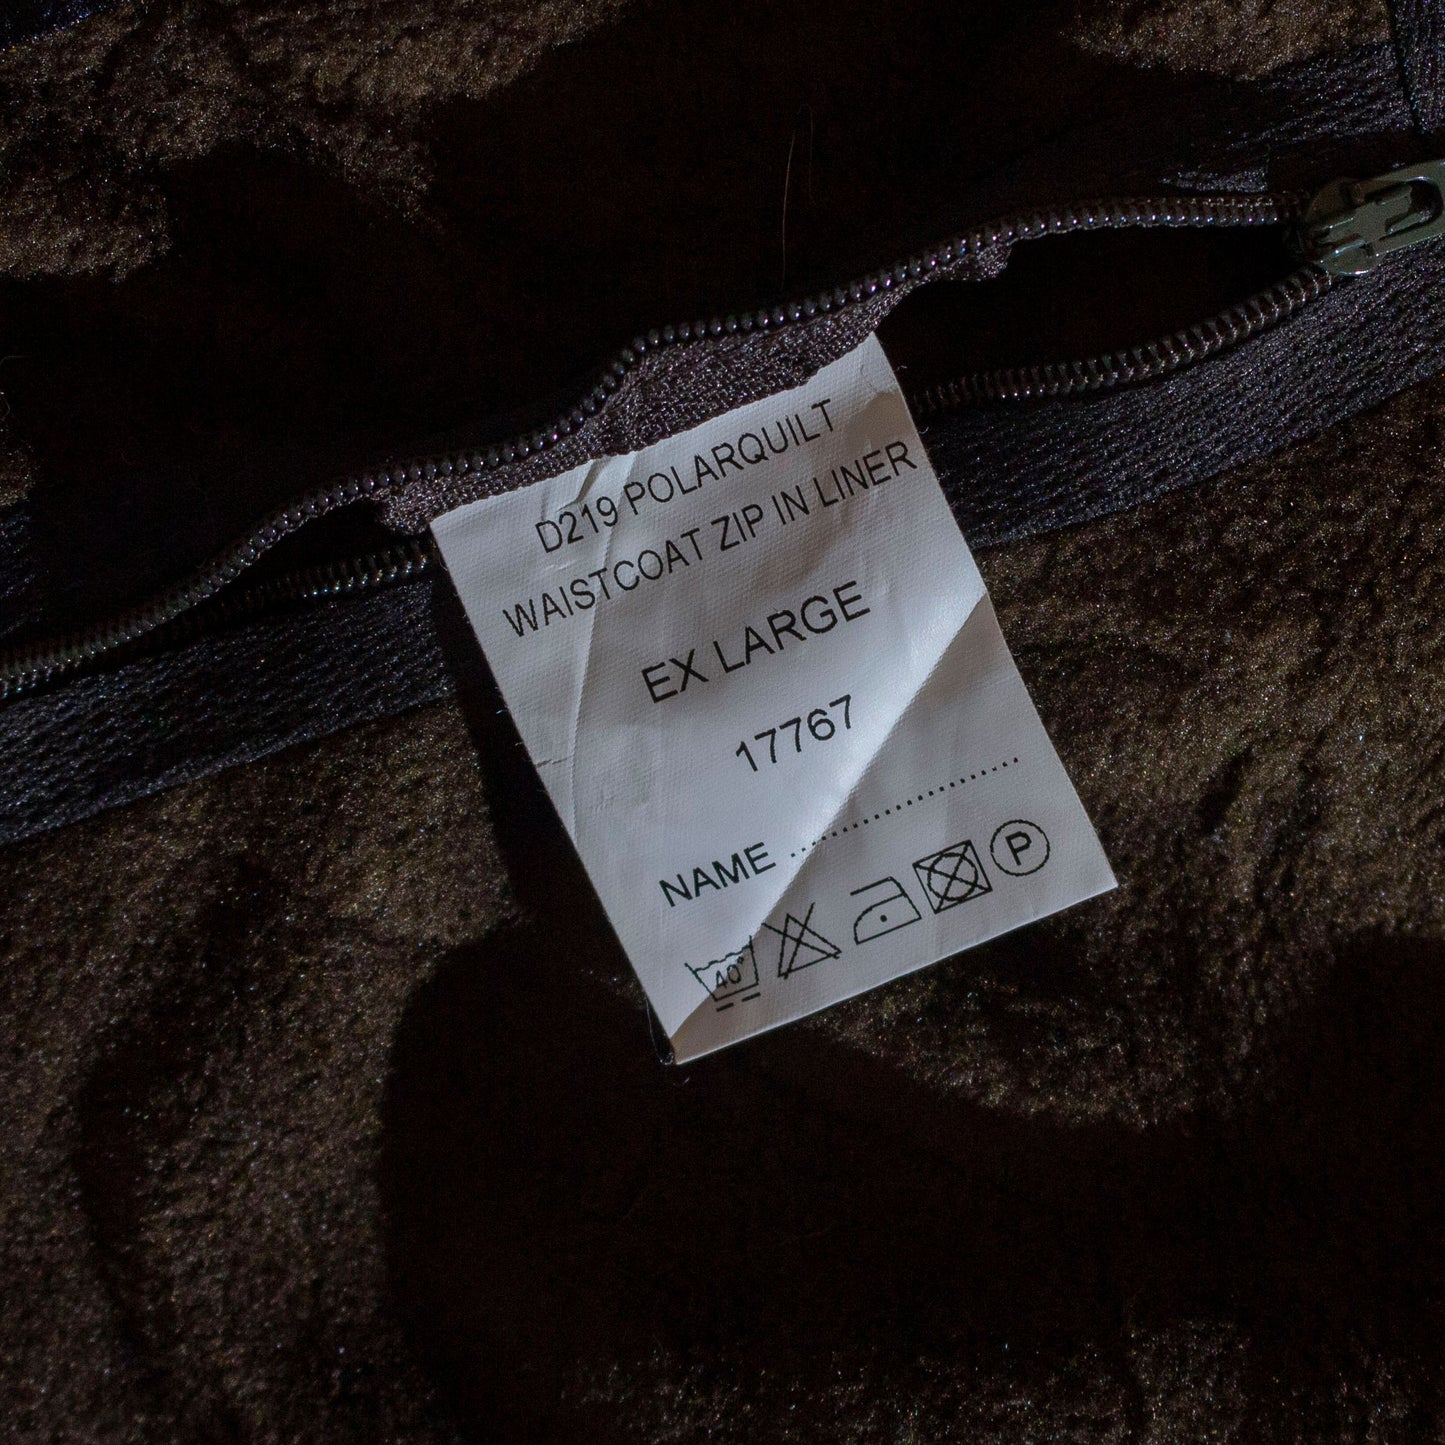 D219 POLARQUILT
WAISTCOAT ZIP IN LINER
EX LARGE
17767
NAME ........................
40°
P